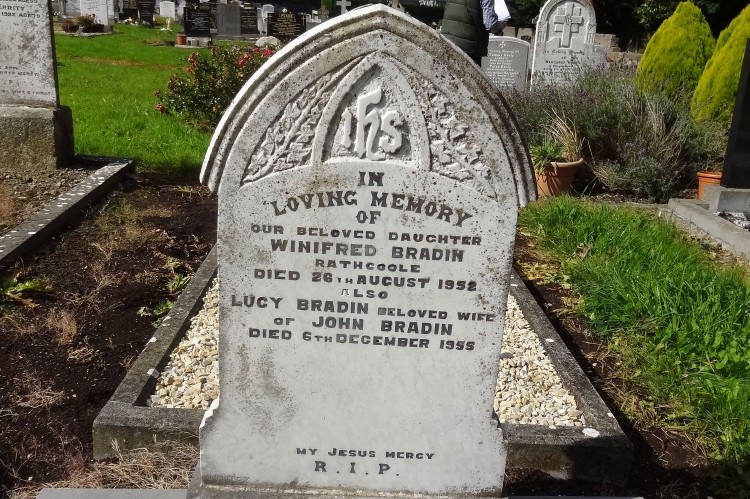 ihs
IN
LOVING MEMORY
OF
OUR BELOVED DAUGHTER
WINIFRED BRADIN
RATHCOOLE
DIED 26TH AUGUST 1952
ALSO
LUCY BRADIN BELOVED WIFE
OF JOHN BRADIN
DIED 6TH DECEMBER 1955
MY JESUS MERCY
R.I.P.